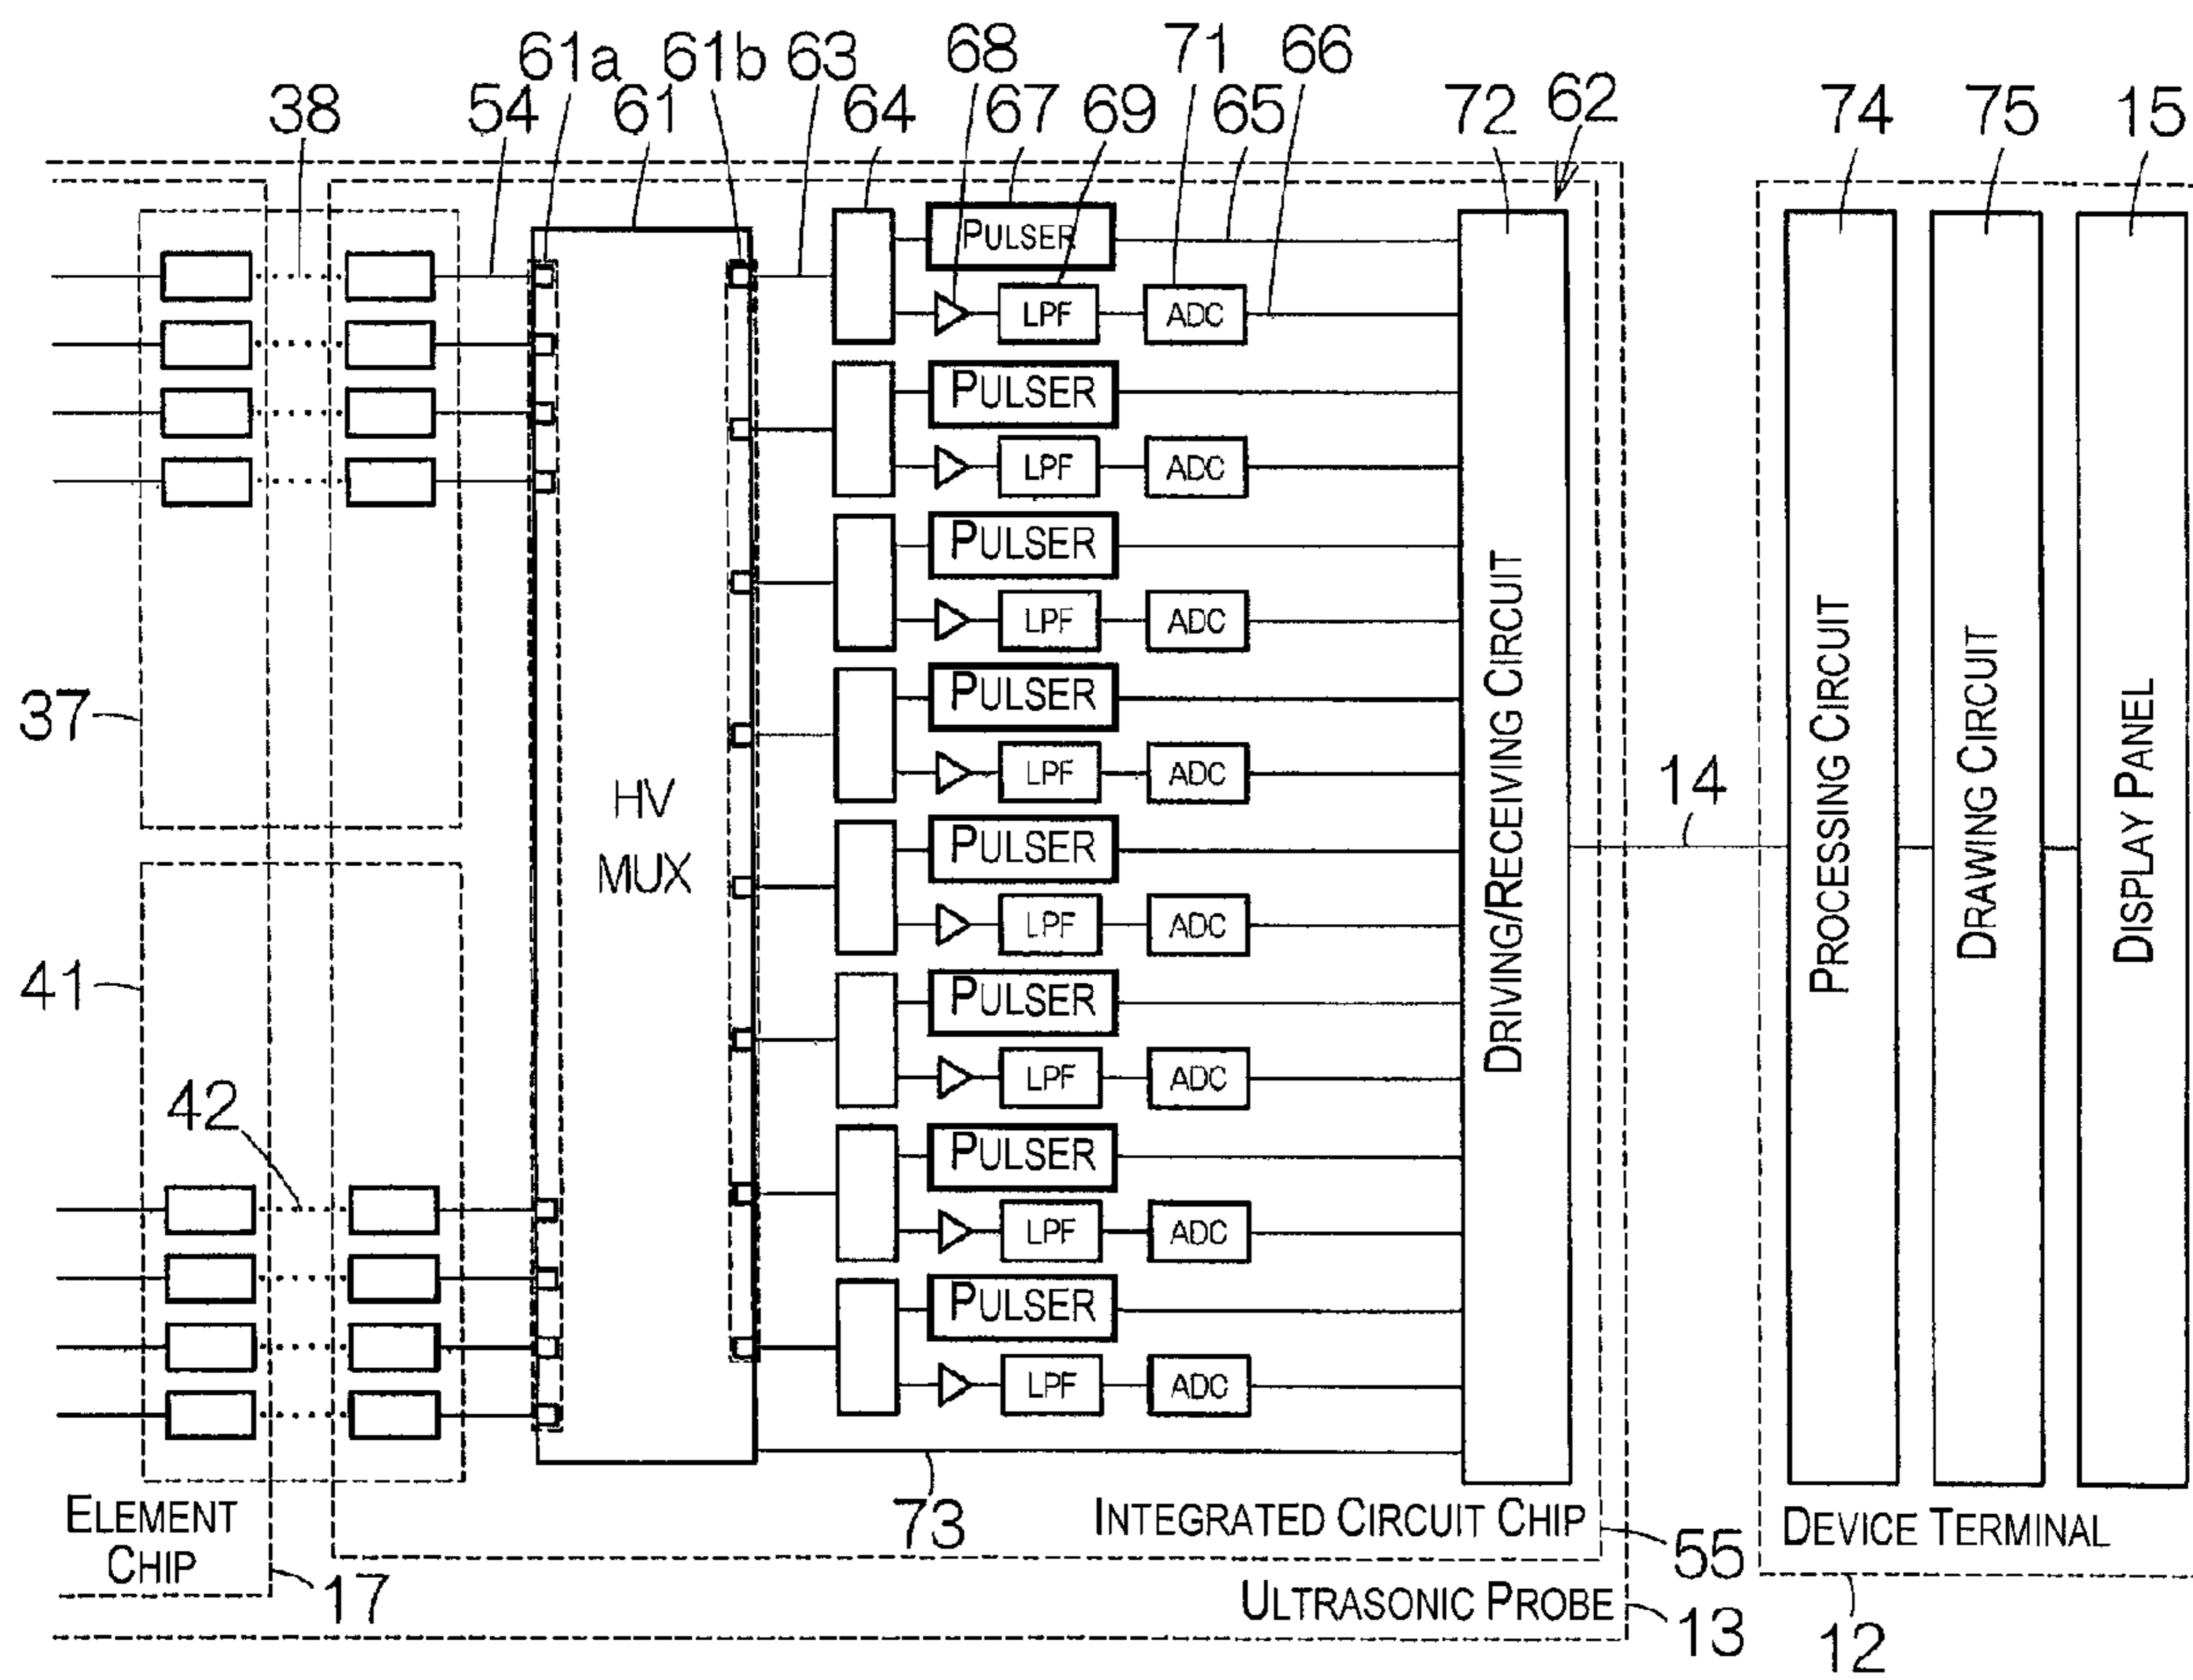 61a 61b 63 68 71 66
38 54 61 64 67 69 65 72 62 74 75 15
PULSER
LPF ADC
PULSER
LPF ADC
PULSER
LPF ADC
PULSER
LPF ADC
PULSER
LPF ADC
PULSER
LPF ADC
PULSER
LPF ADC
PULSER
LPF ADC
37
HV
MUX
41
42
DRIVING/RECEIVING CIRCUIT
14
PROCESSING CIRCUIT
DRAWING CIRCUIT
DISPLAY PANEL
73
ELEMENT
CHIP
17
INTEGRATED CIRCUIT CHIP
55
ULTRASONIC PROBE
13
DEVICE TERMINAL
12